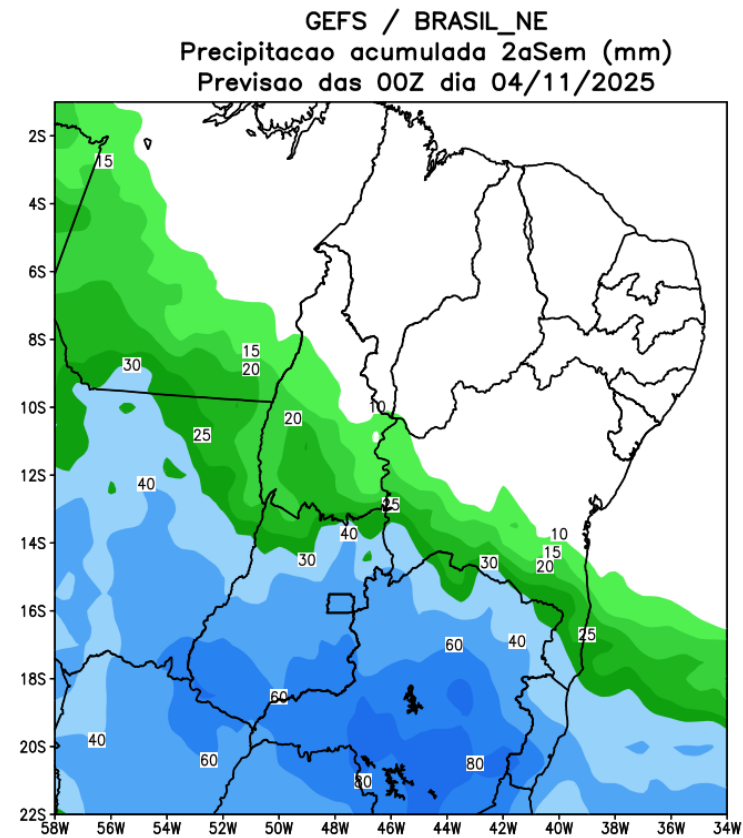 GEFS / BRASIL_NE
Precipitacao acumulada 2aSem (mm)
Previsao das 00Z dia 04/11/2025
2S
15
4S
6S
8S
15
30
20
10S
10
20
25
12S
40
25
14S
40
10
15
30
30
20
16S
25
60
40
18S
60
20S
40
60
80
80
22S
58W 56W 54W 52W 50W 48W 46W 44W 42W 40W 38W 36W 34W